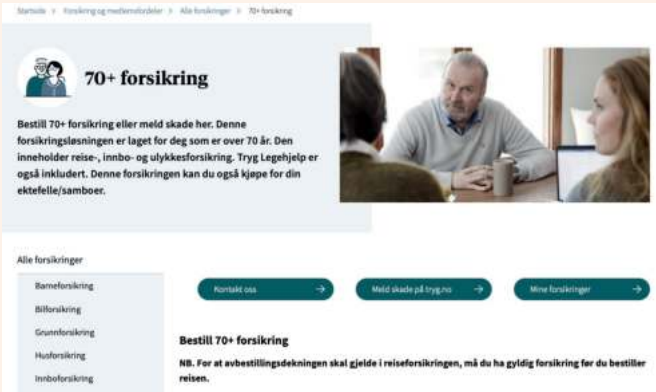 Startside > Forsikring og medlemsfordeler > Alle forsikringer > 70+ forsikring
70+ forsikring
Bestill 70+ forsikring eller meld skade her. Denne
forsikringsløsningen er laget for deg som er over 70 år. Den
inneholder reise-, innbo- og ulykkesforsikring. Tryg Legehjelp er
også inkludert. Denne forsikringen kan du også kjøpe for din
ektefelle/samboer.
Alle forsikringer
Barneforsikring
Bilforsikring
Grunnforsikring
Husforsikring
Innboforsikring
Kontakt oss →
Meld skade på tryg.no →
Mine forsikringer →
Bestill 70+ forsikring
NB. For at avbestillingsdekningen skal gjelde i reiseforsikringen, må du ha gyldig forsikring før du bestiller
reisen.